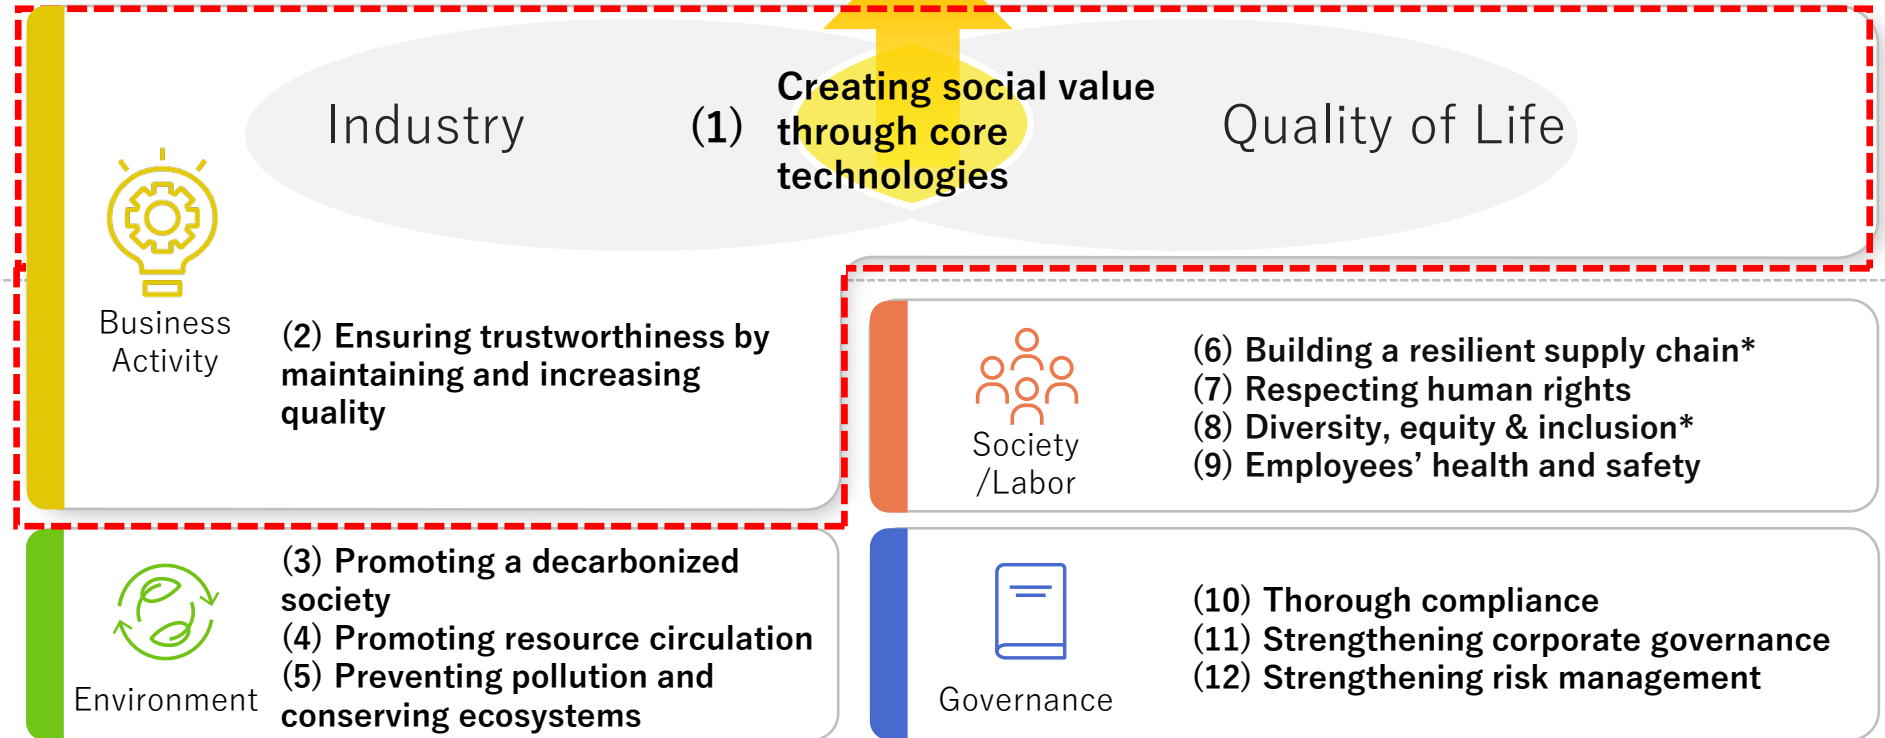 Industry
(1)
Creating social value
through core
technologies
Quality of Life
Business
Activity
(2) Ensuring trustworthiness by
maintaining and increasing
quality
Society
/Labor
(6) Building a resilient supply chain*
(7) Respecting human rights
(8) Diversity, equity & inclusion*
(9) Employees’ health and safety
Environment
(3) Promoting a decarbonized
society
(4) Promoting resource circulation
(5) Preventing pollution and
conserving ecosystems
Governance
(10) Thorough compliance
(11) Strengthening corporate governance
(12) Strengthening risk management